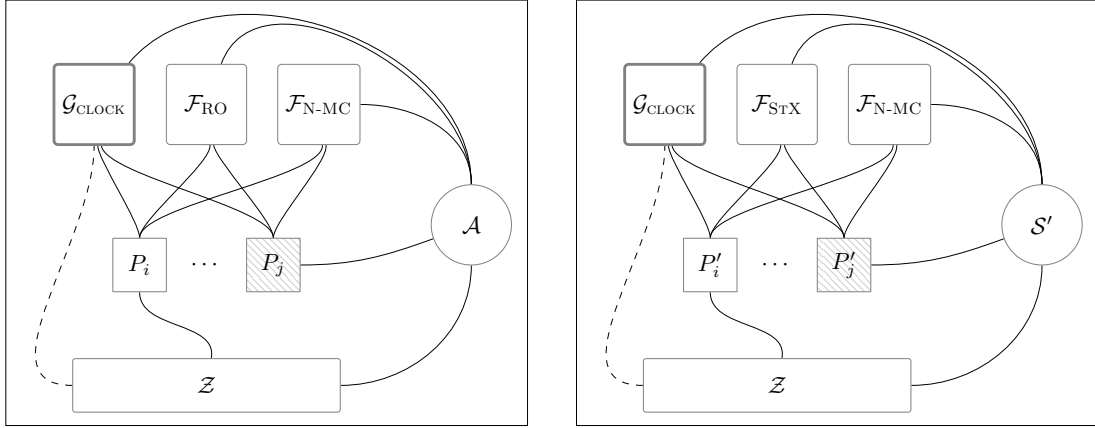 𝒢CLOCK ℱRO ℱN-MC 𝒢CLOCK ℱSTX ℱN-MC
𝒜 𝒮′
Pi ··· Pj P′i ··· P′j
𝒵 𝒵